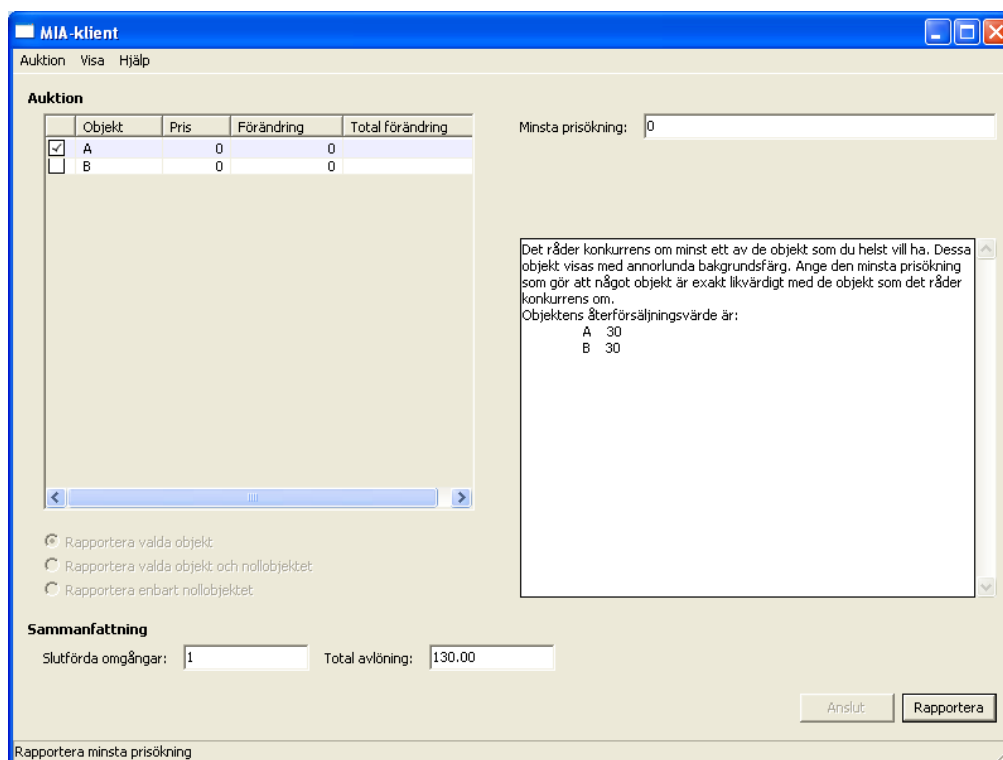 MIA-klient
Auktion Visa Hjälp
Auktion
Objekt Pris Förändring Total förändring
A 0 0
B 0 0
Minsta prisökning: 0
Det råder konkurrens om minst ett av de objekt som du helst vill ha. Dessa
objekt visas med annorlunda bakgrundsfärg. Ange den minsta prisökning
som gör att något objekt är exakt likvärdigt med de objekt som det råder
konkurrens om.
Objektens återförsäljningsvärde är:
A 30
B 30
Rapportera valda objekt
Rapportera valda objekt och nollobjektet
Rapportera enbart nollobjektet
Sammanfattning
Slutförda omgångar: 1 Total avlöning: 130.00
Anslut Rapportera
Rapportera minsta prisökning